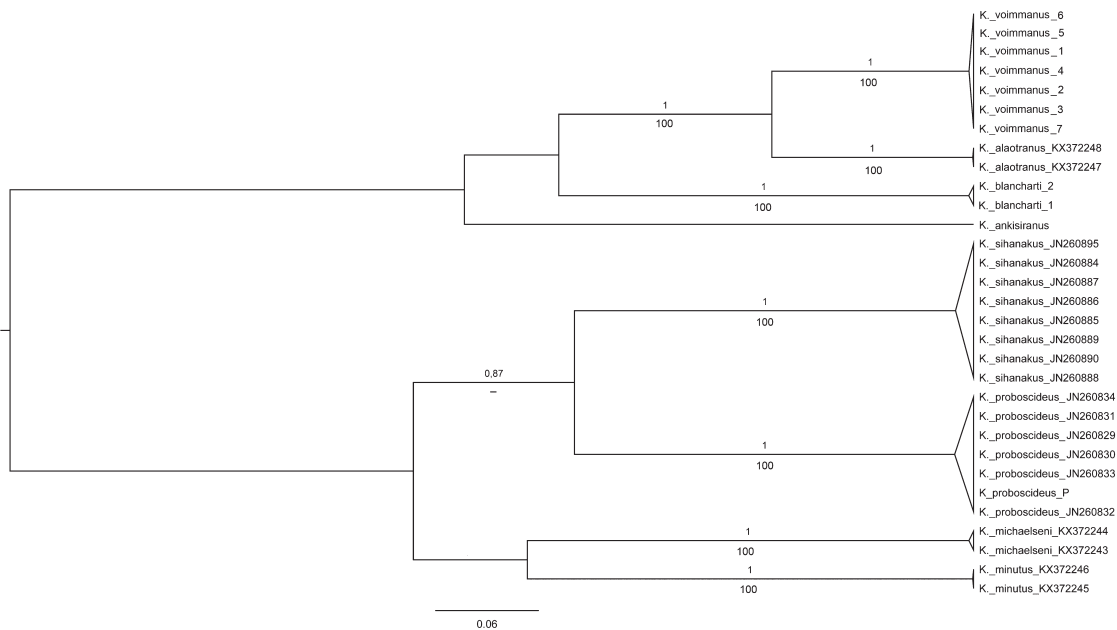 K._voimmanus_6
K._voimmanus_5
K._voimmanus_1
1
K._voimmanus_4
100
K._voimmanus_2
1
K._voimmanus_3
100
K._voimmanus_7
1
K._alaotranus_KX372248
100
K._alaotranus_KX372247
1
K._blancharti_2
100
K._blancharti_1
K._ankisiranus
K._sihanakus_JN260895
K._sihanakus_JN260884
K._sihanakus_JN260887
1
K._sihanakus_JN260886
100
K._sihanakus_JN260885
K._sihanakus_JN260889
K._sihanakus_JN260890
0,87
–
K._sihanakus_JN260888
K._proboscideus_JN260834
K._proboscideus_JN260831
K._proboscideus_JN260829
1
K._proboscideus_JN260830
100
K._proboscideus_JN260833
K_proboscideus_P
K._proboscideus_JN260832
1
K._michaelseni_KX372244
100
K._michaelseni_KX372243
1
K._minutus_KX372246
100
K._minutus_KX372245
0.06